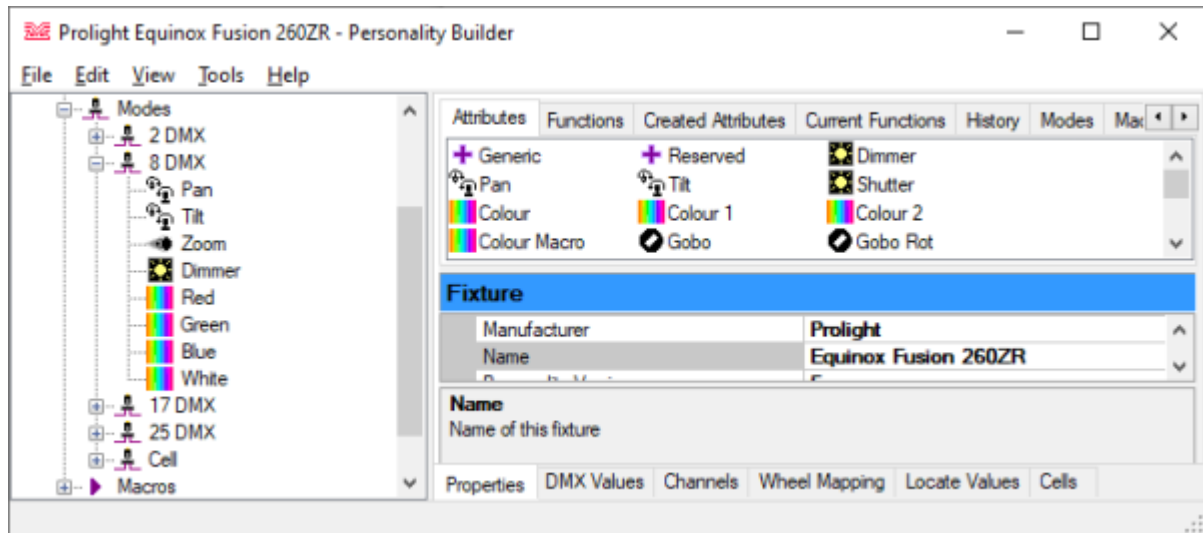 Prolight Equinox Fusion 260ZR - Personality Builder
File Edit View Tools Help
Modes
2 DMX
8 DMX
Pan
Tilt
Zoom
Dimmer
Red
Green
Blue
White
17 DMX
25 DMX
Cell
Macros
Attributes Functions Created Attributes Current Functions History Modes
Generic Reserved Dimmer
Pan Tilt Shutter
Colour Colour 1 Colour 2
Colour Macro Gobo Gobo Rot
Fixture
Manufacturer Prolight
Name Equinox Fusion 260ZR
Name
Name of this fixture
Properties DMX Values Channels Wheel Mapping Locate Values Cells